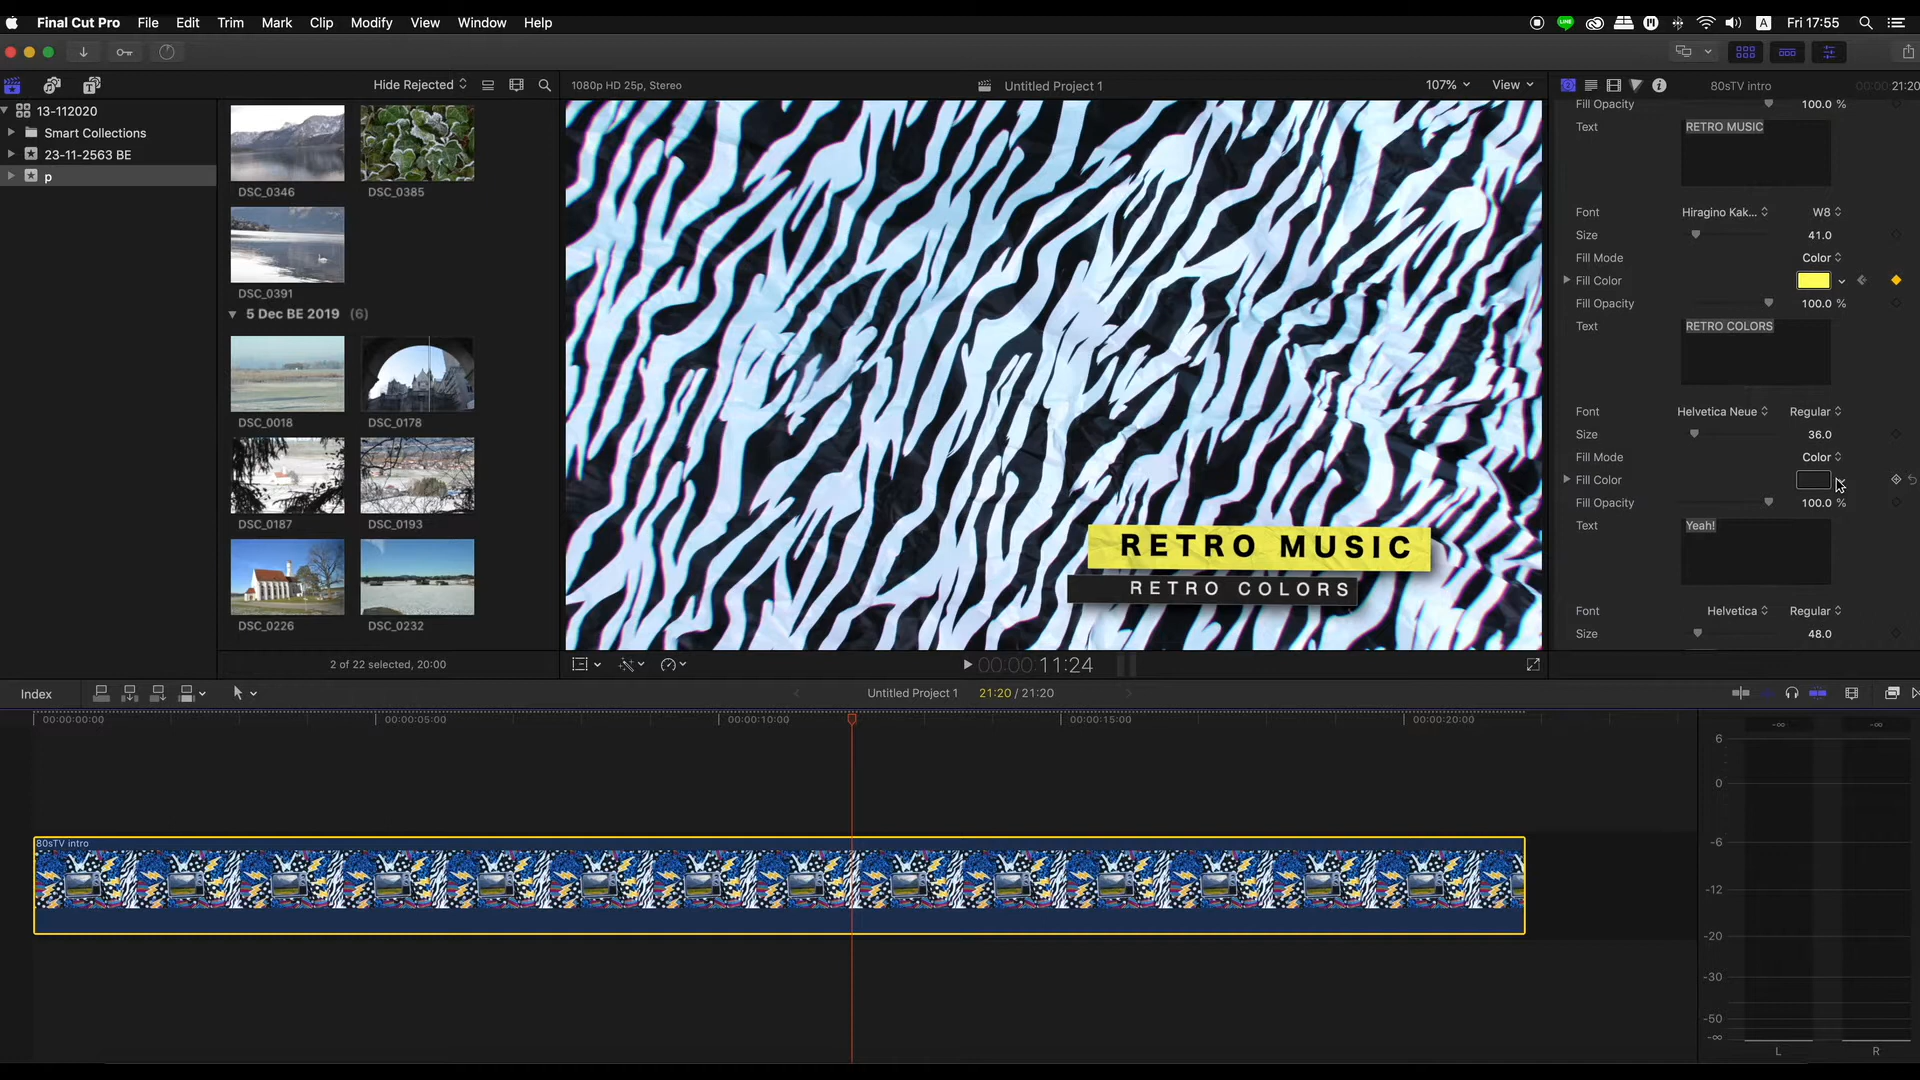 Final Cut Pro File Edit Trim Mark Clip Modify View Window Help
Fri 17:55
Hide Rejected
1080p HD 25p, Stereo
Untitled Project 1
107%
View
80sTV intro
00:00:21:20
13-112020
Smart Collections
23-11-2563 BE
p
DSC_0346
DSC_0385
DSC_0391
5 Dec BE 2019 (6)
DSC_0018
DSC_0178
DSC_0187
DSC_0193
DSC_0226
DSC_0232
2 of 22 selected, 20:00
RETRO MUSIC
RETRO COLORS
00:00:11:24
Fill Opacity 100.0 %
Text RETRO MUSIC
Font Hiragino Kak... W8
Size 41.0
Fill Mode Color
Fill Color
Fill Opacity 100.0 %
Text RETRO COLORS
Font Helvetica Neue Regular
Size 36.0
Fill Mode Color
Fill Color
Fill Opacity 100.0 %
Text Yeah!
Font Helvetica Regular
Size 48.0
Index
Untitled Project 1
21:20 / 21:20
00:00:00:00
00:00:05:00
00:00:10:00
00:00:15:00
00:00:20:00
80sTV intro
-∞ -∞
6
0
-6
-12
-20
-30
-50
-∞
L R